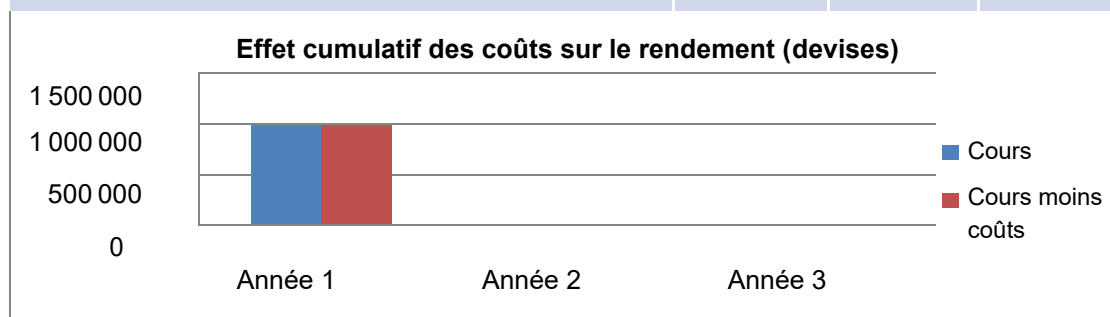 Effet cumulatif des coûts sur le rendement (devises)
1 500 000
1 000 000
500 000
0
Année 1
Année 2
Année 3
Cours
Cours moins
coûts